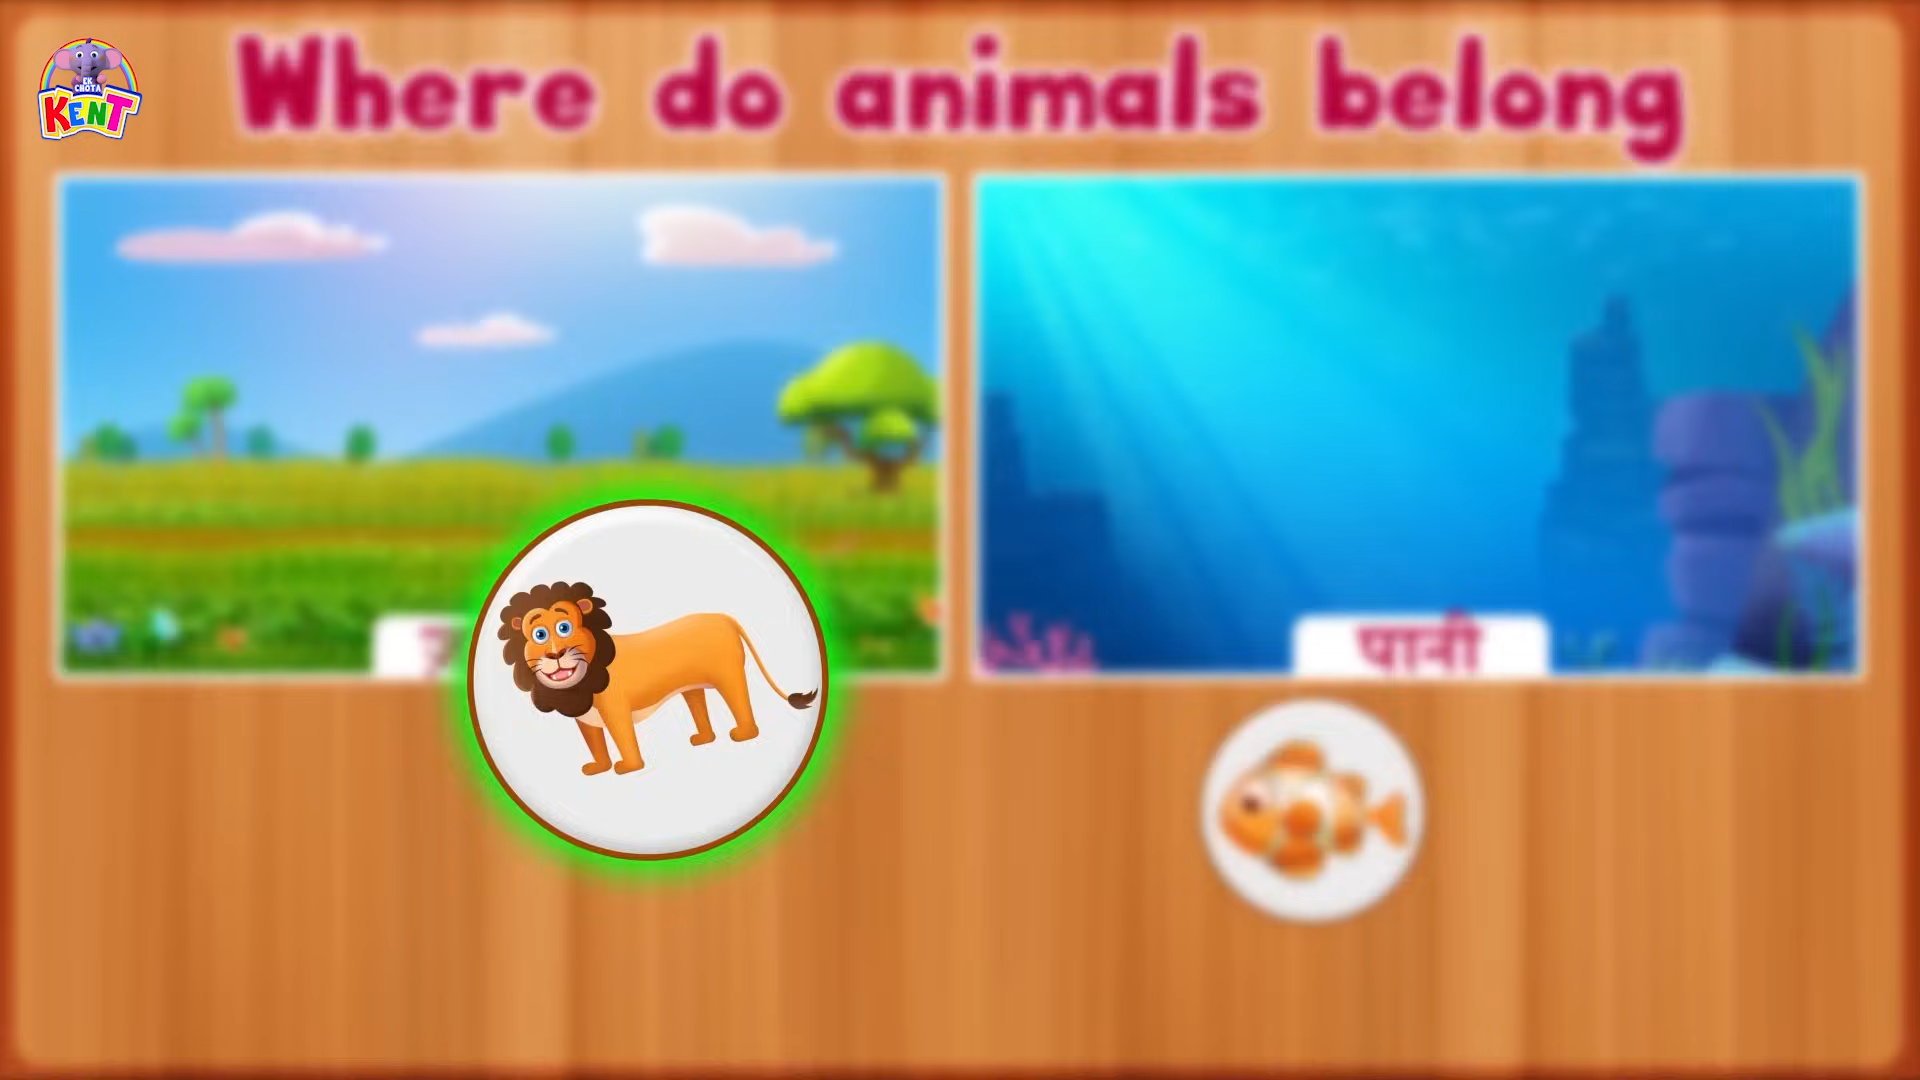 EK
CHOTA
KENT
Where do animals belong
पानी